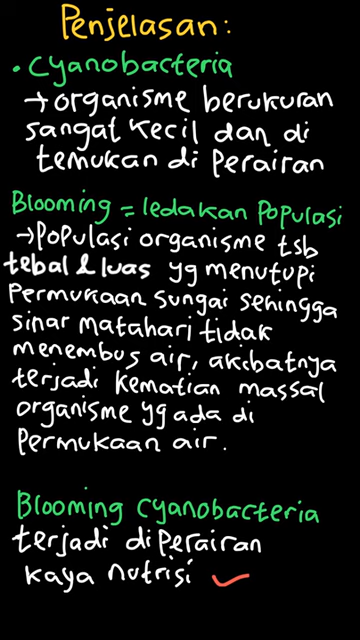 Penjelasan:
• Cyanobacteria
→ organisme berukuran
sangat kecil dan di
temukan di perairan
Blooming = ledakan Populasi
→ Populasi organisme tsb
tebal & luas yg menutupi
Permukaan sungai sehingga
sinar matahari tidak
menembus air, akibatnya
terjadi kematian massal
organisme yg ada di
Permukaan air.
Blooming cyanobacteria
terjadi diperairan
kaya nutrisi ✓